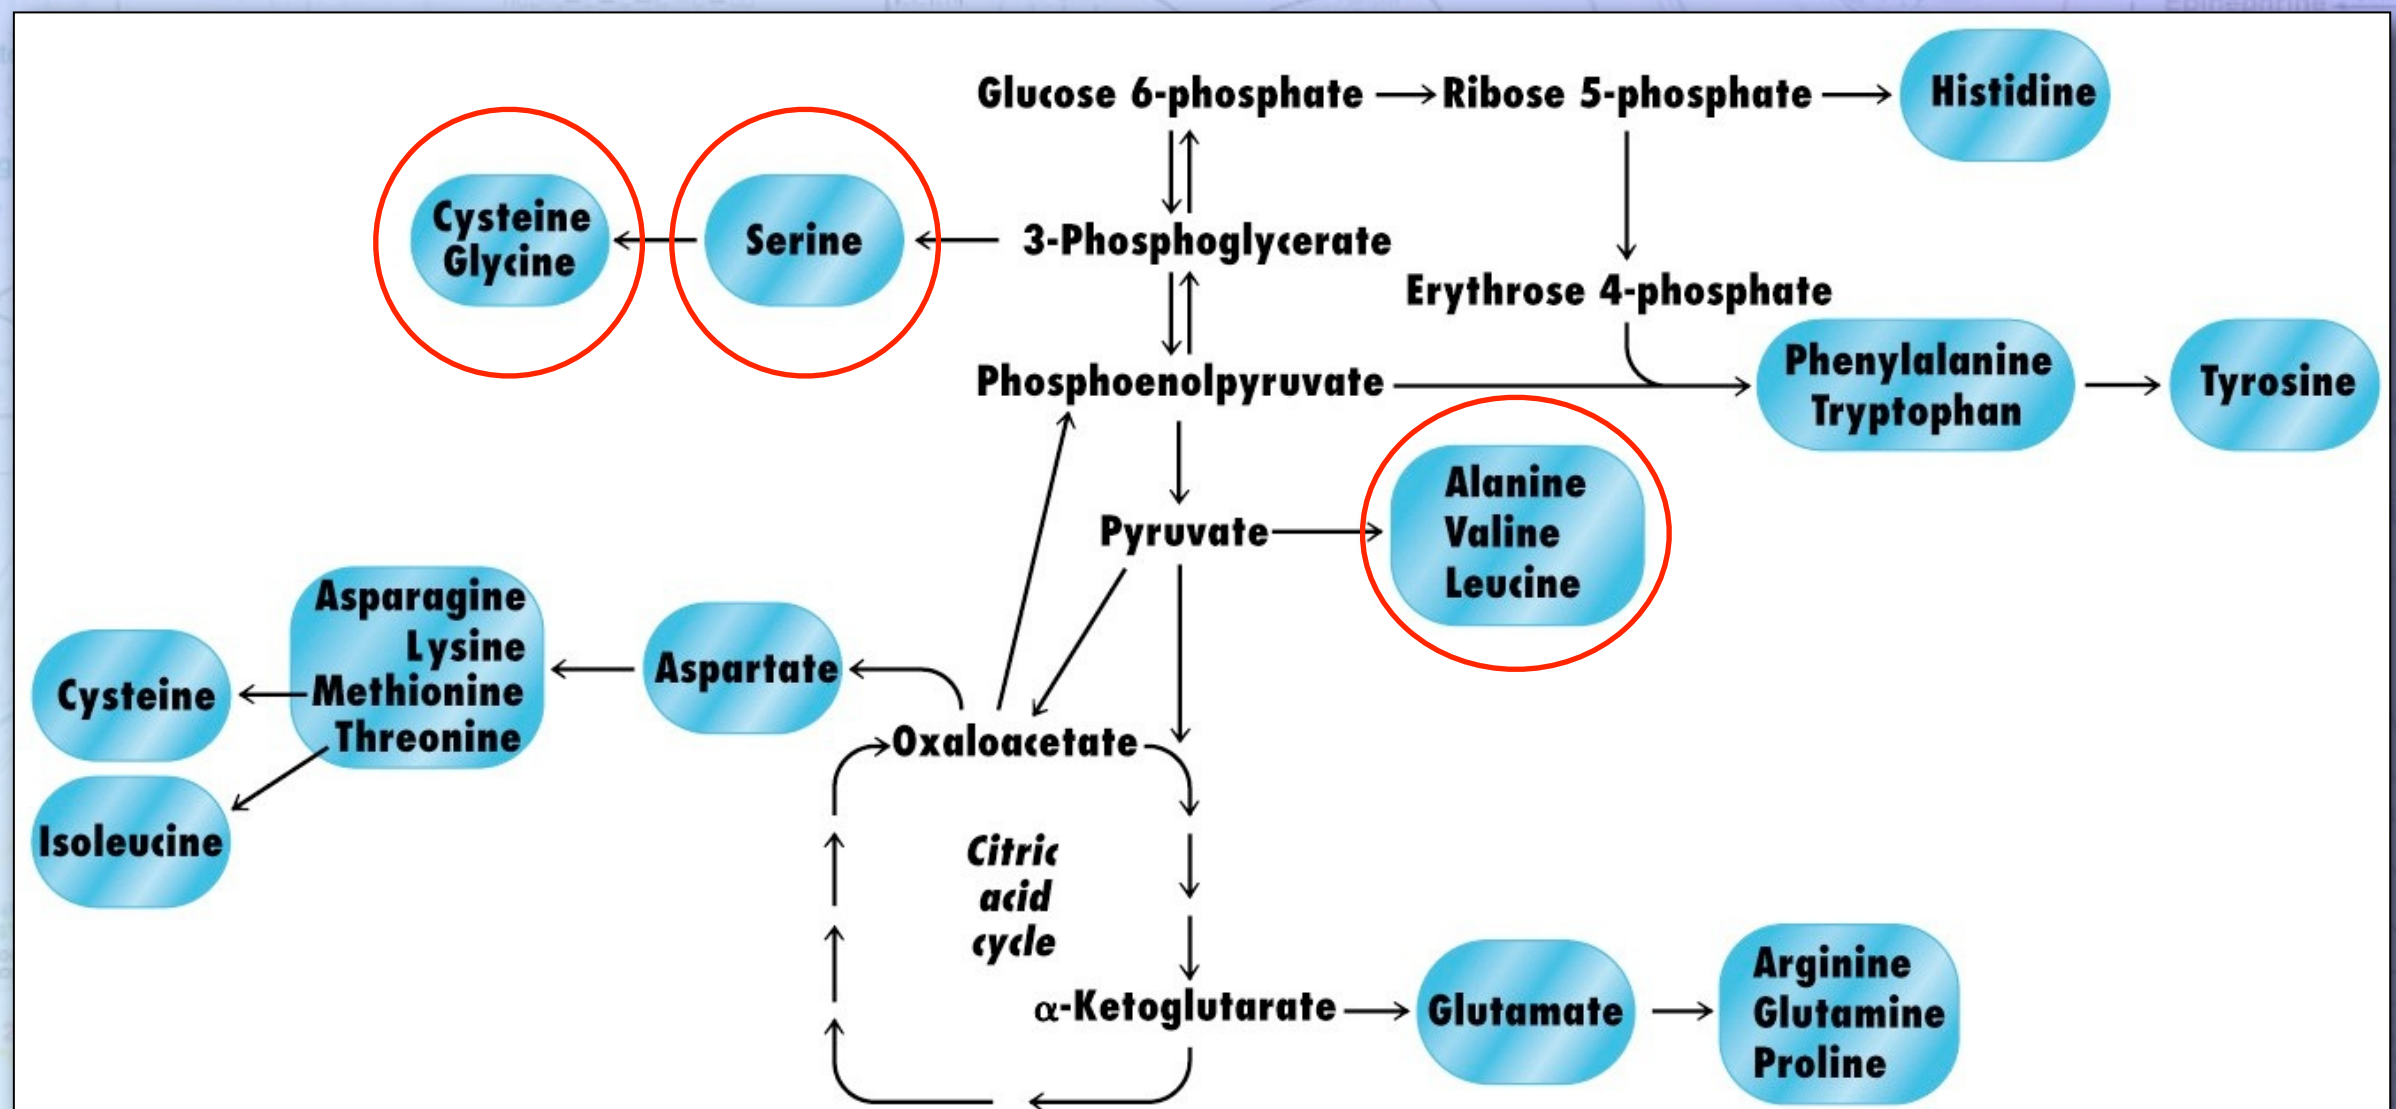 Epinephrine
Glucose 6-phosphate
Ribose 5-phosphate
Histidine
Cysteine
Glycine
Serine
3-Phosphoglycerate
Erythrose 4-phosphate
Phosphoenolpyruvate
Phenylalanine
Tryptophan
Tyrosine
Pyruvate
Alanine
Valine
Leucine
Asparagine
Lysine
Methionine
Threonine
Cysteine
Isoleucine
Aspartate
Oxaloacetate
Citric
acid
cycle
α-Ketoglutarate
Glutamate
Arginine
Glutamine
Proline